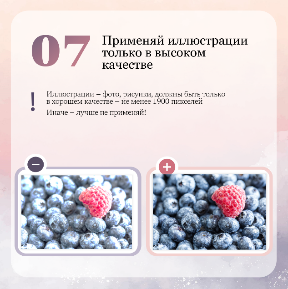 07
Применяй иллюстрации
только в высоком
качестве
!
Иллюстрации – фото, рисунки, должны быть только
в хорошем качестве – не менее 1900 пикселей
Иначе – лучше не применяй!
–
+